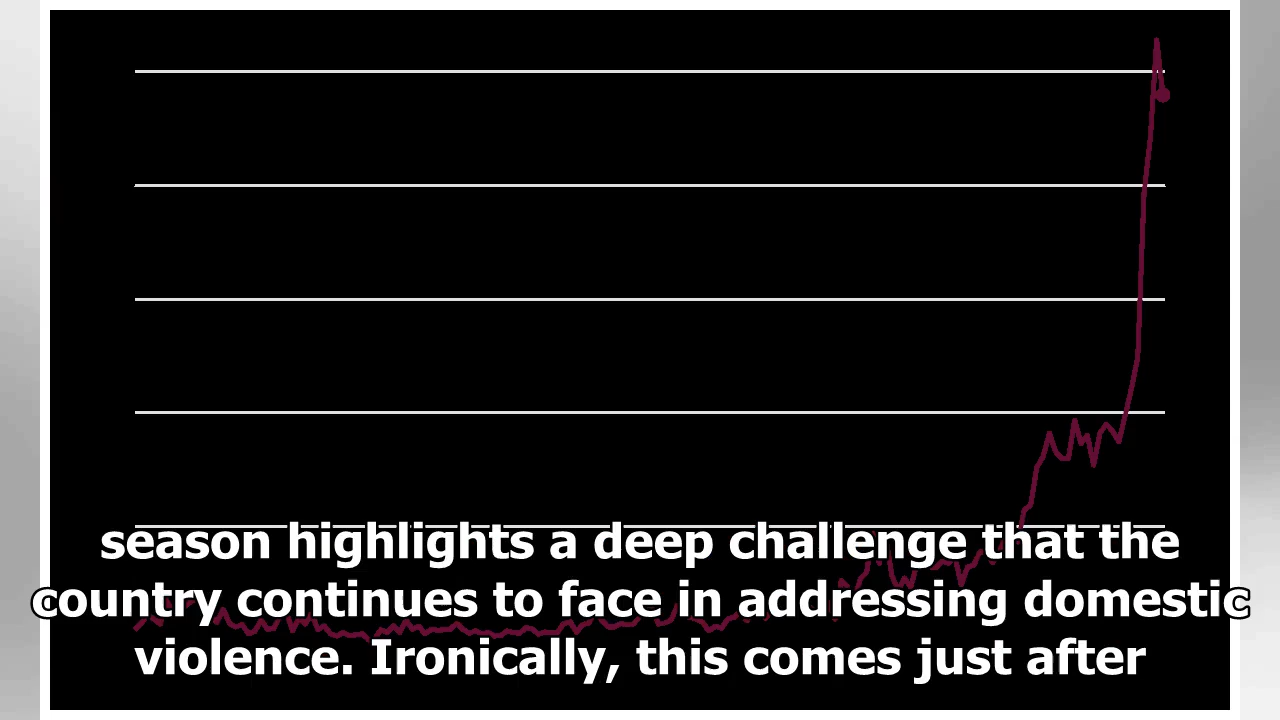 season highlights a deep challenge that the
country continues to face in addressing domestic
violence. Ironically, this comes just after